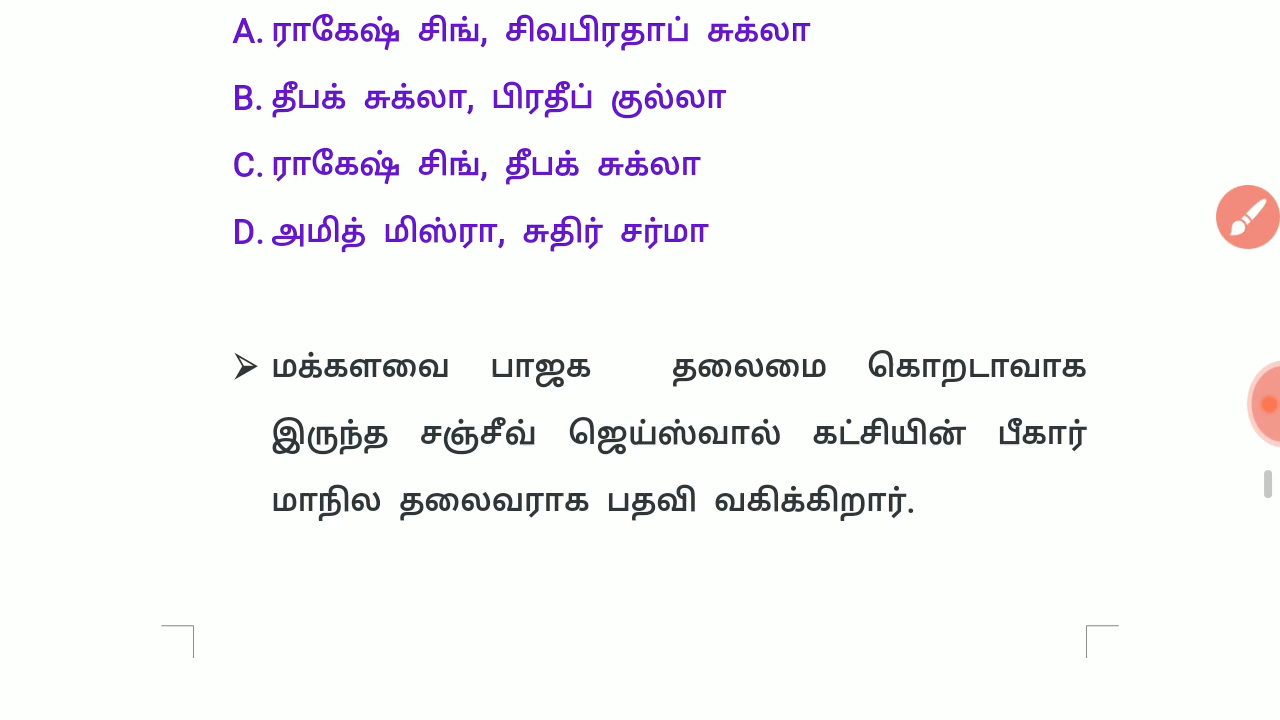 A. ராகேஷ் சிங், சிவபிரதாப் சுக்லா
B. தீபக் சுக்லா, பிரதீப் குல்லா
C. ராகேஷ் சிங், தீபக் சுக்லா
D. அமித் மிஸ்ரா, சுதிர் சர்மா
➢ மக்களவை பாஜக தலைமை கொறடாவாக
இருந்த சஞ்சீவ் ஜெய்ஸ்வால் கட்சியின் பீகார்
மாநில தலைவராக பதவி வகிக்கிறார்.